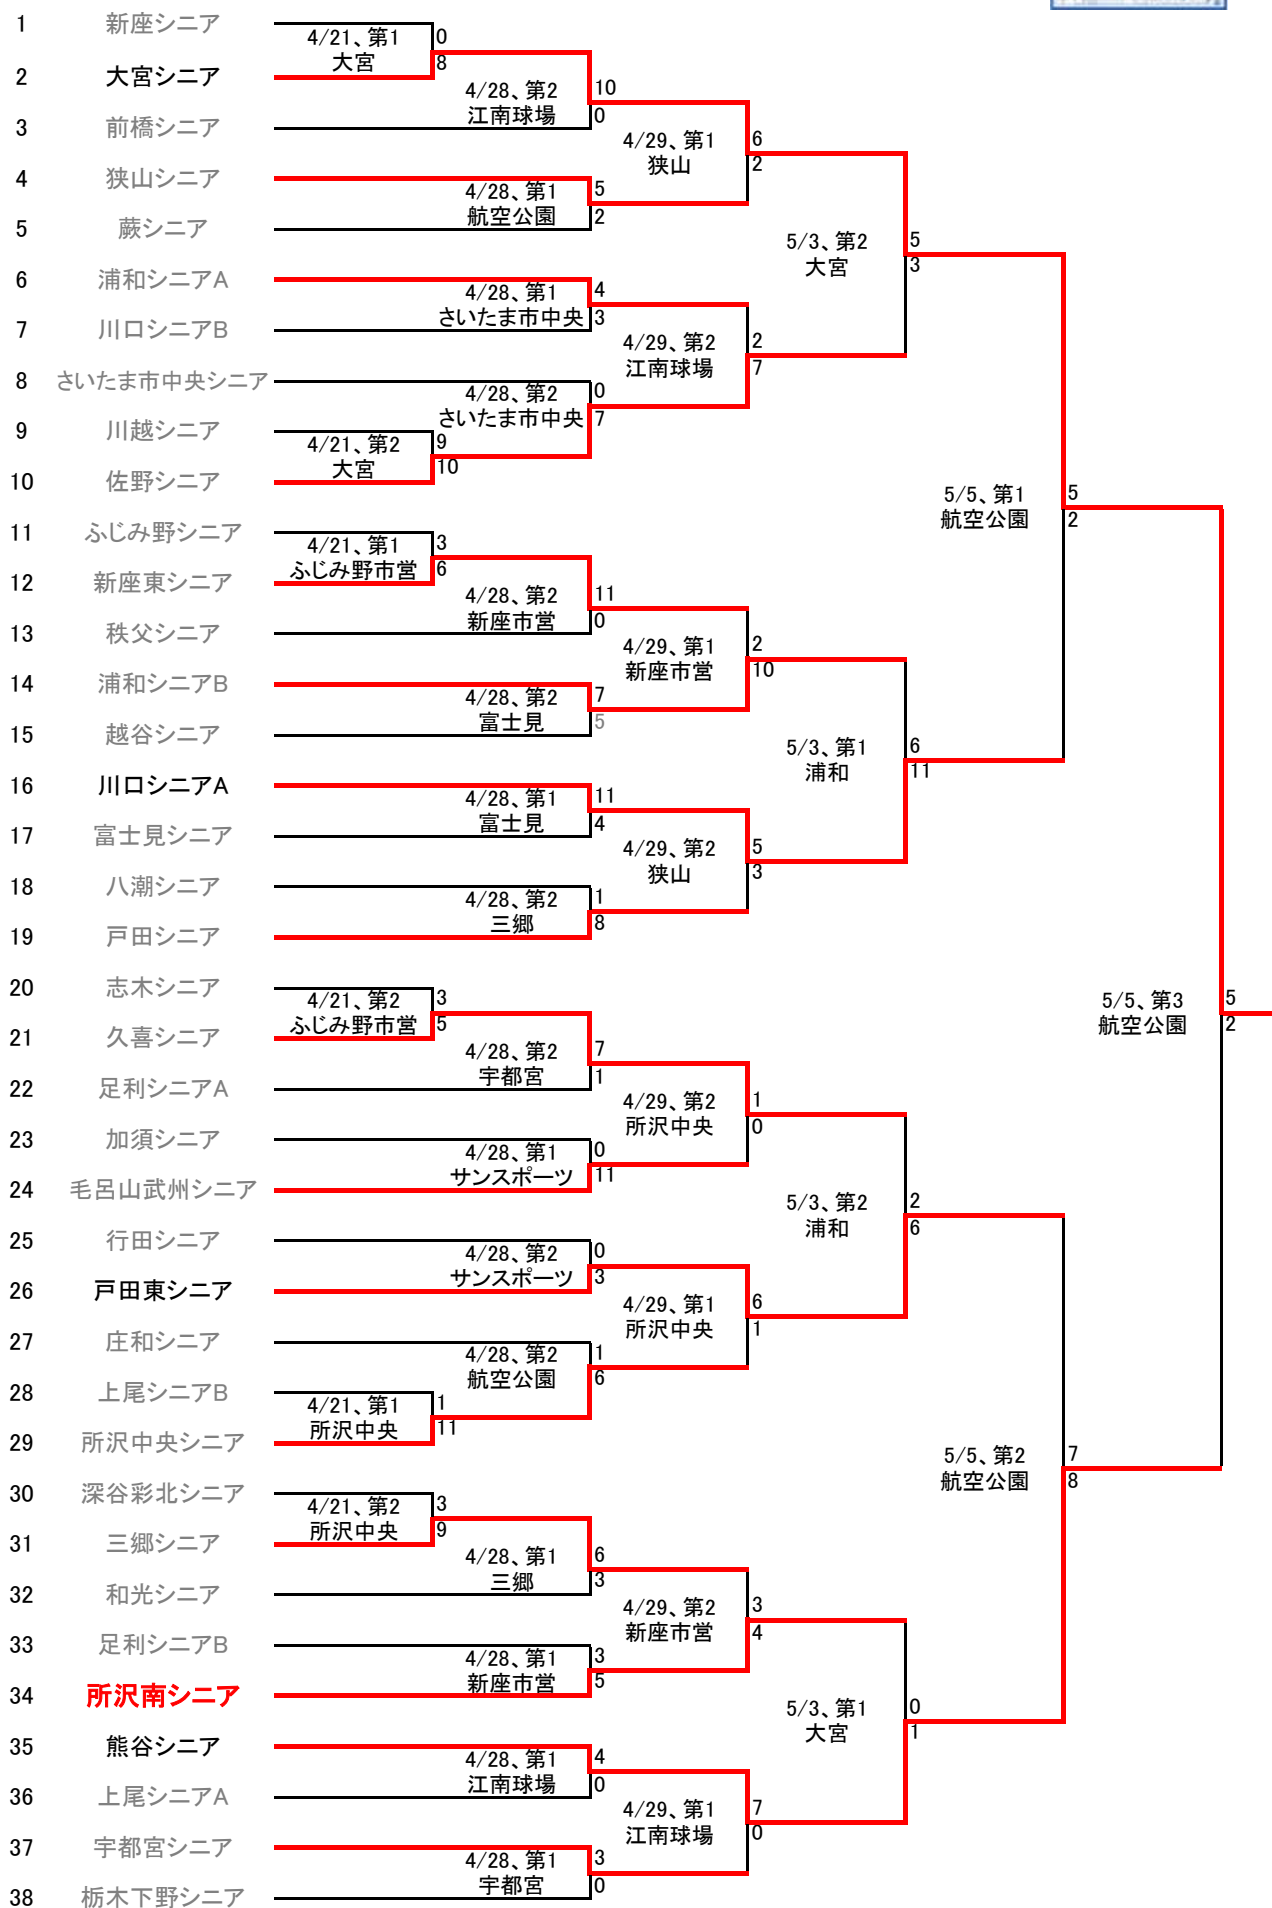 1 新座シニア
4/21、第1 0
大宮 8
2 大宮シニア
4/28、第2 10
江南球場 0
3 前橋シニア
4/29、第1 6
狭山 2
4 狭山シニア
4/28、第1 5
航空公園 2
5 蕨シニア
5/3、第2 5
大宮 3
6 浦和シニアA
4/28、第1 4
さいたま市中央 3
7 川口シニアB
4/29、第2 2
江南球場 7
8 さいたま市中央シニア
4/28、第2 0
さいたま市中央 7
9 川越シニア
4/21、第2 9
大宮 10
10 佐野シニア
5/5、第1 5
航空公園 2
11 ふじみ野シニア
4/21、第1 3
ふじみ野市営 6
12 新座東シニア
4/28、第2 11
新座市営 0
13 秩父シニア
4/29、第1 2
新座市営 10
14 浦和シニアB
4/28、第2 7
富士見 5
15 越谷シニア
5/3、第1 6
浦和 11
16 川口シニアA
4/28、第1 11
富士見 4
17 富士見シニア
4/29、第2 5
狭山 3
18 八潮シニア
4/28、第2 1
三郷 8
19 戸田シニア
20 志木シニア
4/21、第2 3
ふじみ野市営 5
5/5、第3 5
航空公園 2
21 久喜シニア
4/28、第2 7
宇都宮 1
22 足利シニアA
4/29、第2 1
所沢中央 0
23 加須シニア
4/28、第1 0
サンスポーツ 11
24 毛呂山武州シニア
5/3、第2 2
浦和 6
25 行田シニア
4/28、第2 0
サンスポーツ 3
26 戸田東シニア
4/29、第1 6
所沢中央 1
27 庄和シニア
4/28、第2 1
航空公園 6
28 上尾シニアB
4/21、第1 1
所沢中央 11
29 所沢中央シニア
5/5、第2 7
航空公園 8
30 深谷彩北シニア
4/21、第2 3
所沢中央 9
31 三郷シニア
4/28、第1 6
三郷 3
32 和光シニア
4/29、第2 3
新座市営 4
33 足利シニアB
4/28、第1 3
新座市営 5
34 所沢南シニア
5/3、第1 0
大宮 1
35 熊谷シニア
4/28、第1 4
江南球場 0
36 上尾シニアA
4/29、第1 7
江南球場 0
37 宇都宮シニア
4/28、第1 3
宇都宮 0
38 栃木下野シニア